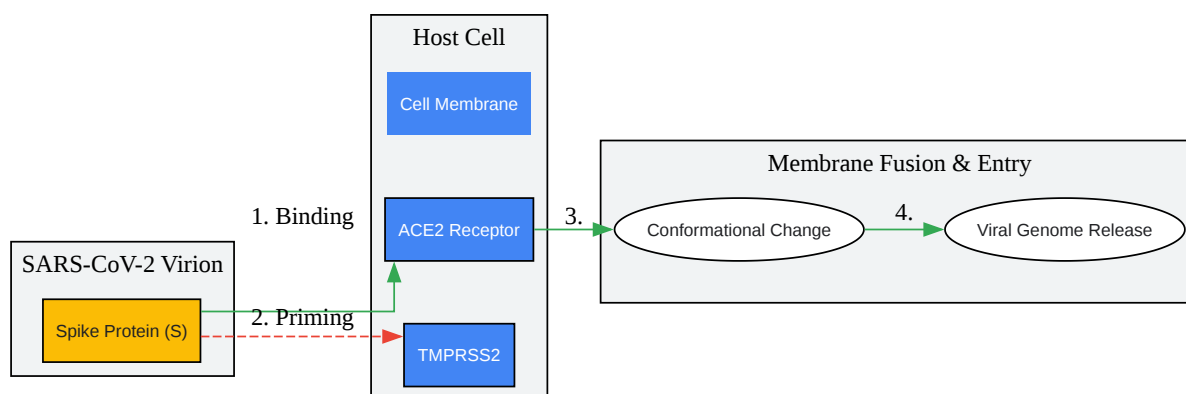 Host Cell
Cell Membrane
Membrane Fusion & Entry
1. Binding
ACE2 Receptor
3.
Conformational Change
4.
Viral Genome Release
SARS-CoV-2 Virion
Spike Protein (S)
2. Priming
TMPRSS2